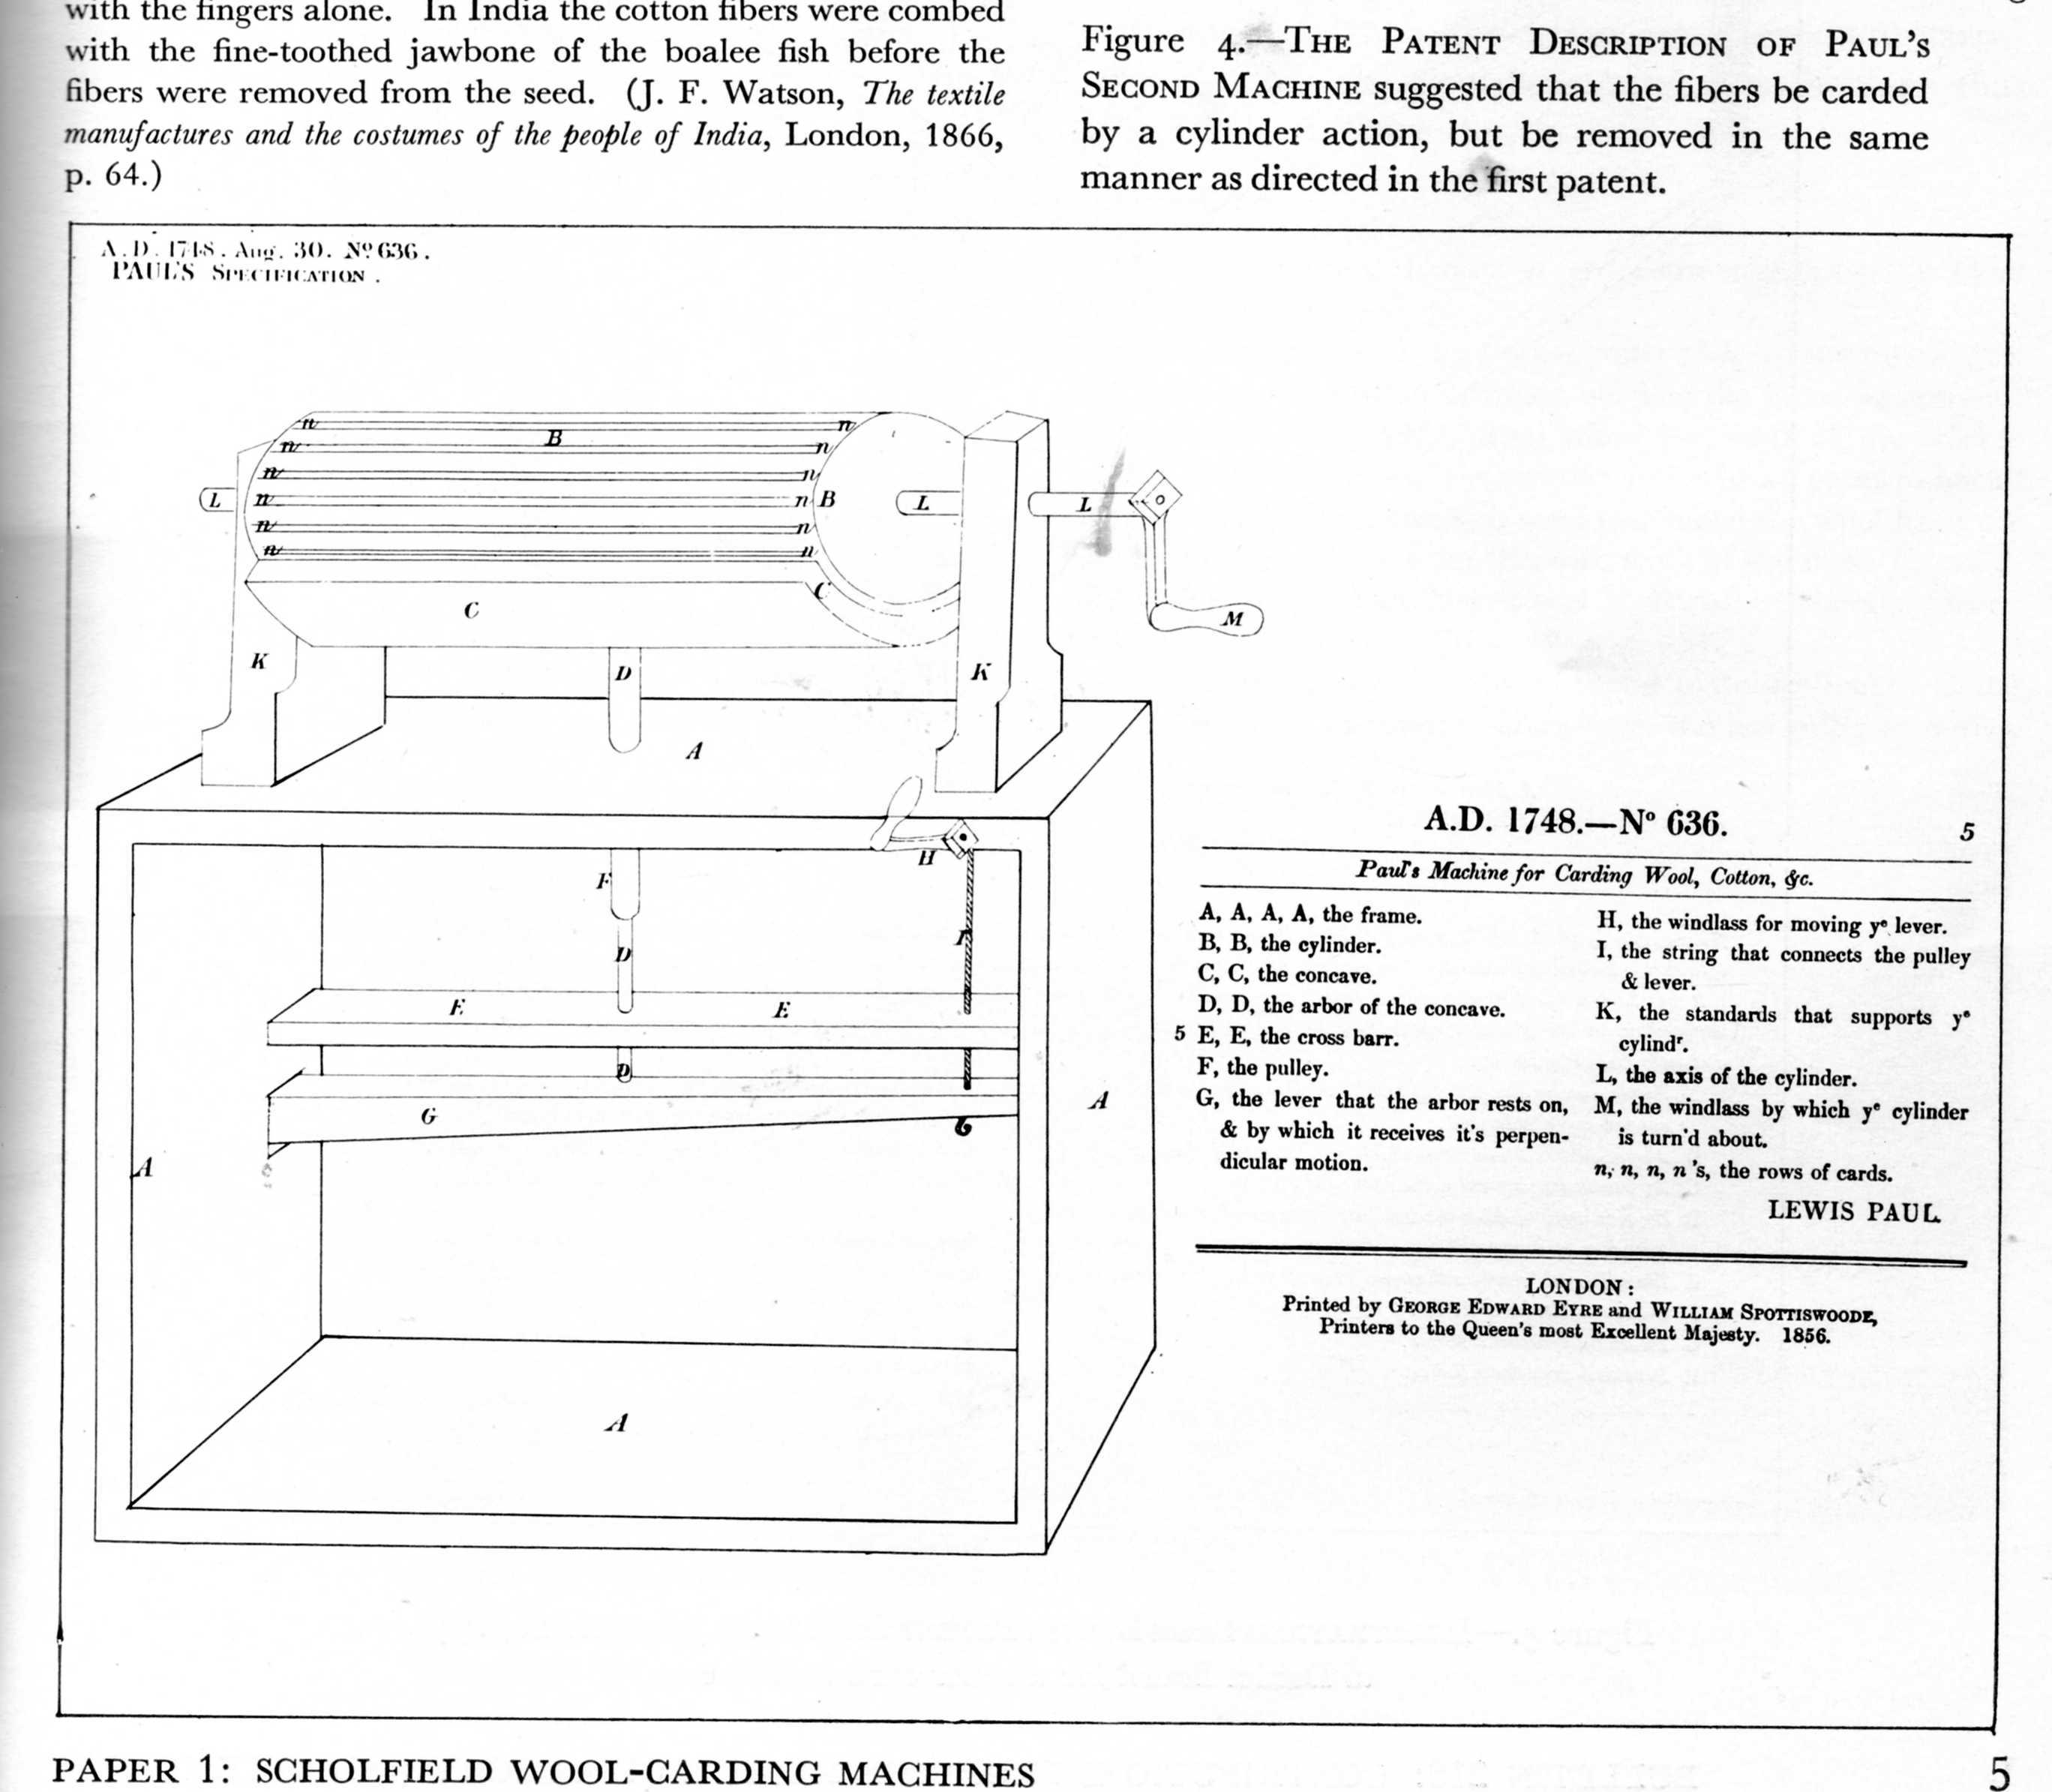 with the fingers alone. In India the cotton fibers were combed
with the fine-toothed jawbone of the boalee fish before the
fibers were removed from the seed. (J. F. Watson, The textile
manufactures and the costumes of the people of India, London, 1866,
p. 64.)
Figure 4.—THE PATENT DESCRIPTION OF PAUL'S
SECOND MACHINE suggested that the fibers be carded
by a cylinder action, but be removed in the same
manner as directed in the first patent.
A.D. 1748. Aug. 30. Nº 636.
PAUL'S SPECIFICATION.
n n
B
n n
n n
L n n B L L
n n
n n
C
C
M
K D K
A
H
F
I
D
E E
D
G
A
A
A
A.D. 1748.—Nº 636. 5
Paul's Machine for Carding Wool, Cotton, &c.
A, A, A, A, the frame.
B, B, the cylinder.
C, C, the concave.
D, D, the arbor of the concave.
5 E, E, the cross barr.
F, the pulley.
G, the lever that the arbor rests on,
& by which it receives it's perpen-
dicular motion.
H, the windlass for moving yᵉ lever.
I, the string that connects the pulley
& lever.
K, the standards that supports yᵉ
cylindʳ.
L, the axis of the cylinder.
M, the windlass by which yᵉ cylinder
is turn'd about.
n, n, n, n's, the rows of cards.
LEWIS PAUL
LONDON:
Printed by GEORGE EDWARD EYRE and WILLIAM SPOTTISWOODE,
Printers to the Queen's most Excellent Majesty. 1856.
PAPER 1: SCHOLFIELD WOOL-CARDING MACHINES 5